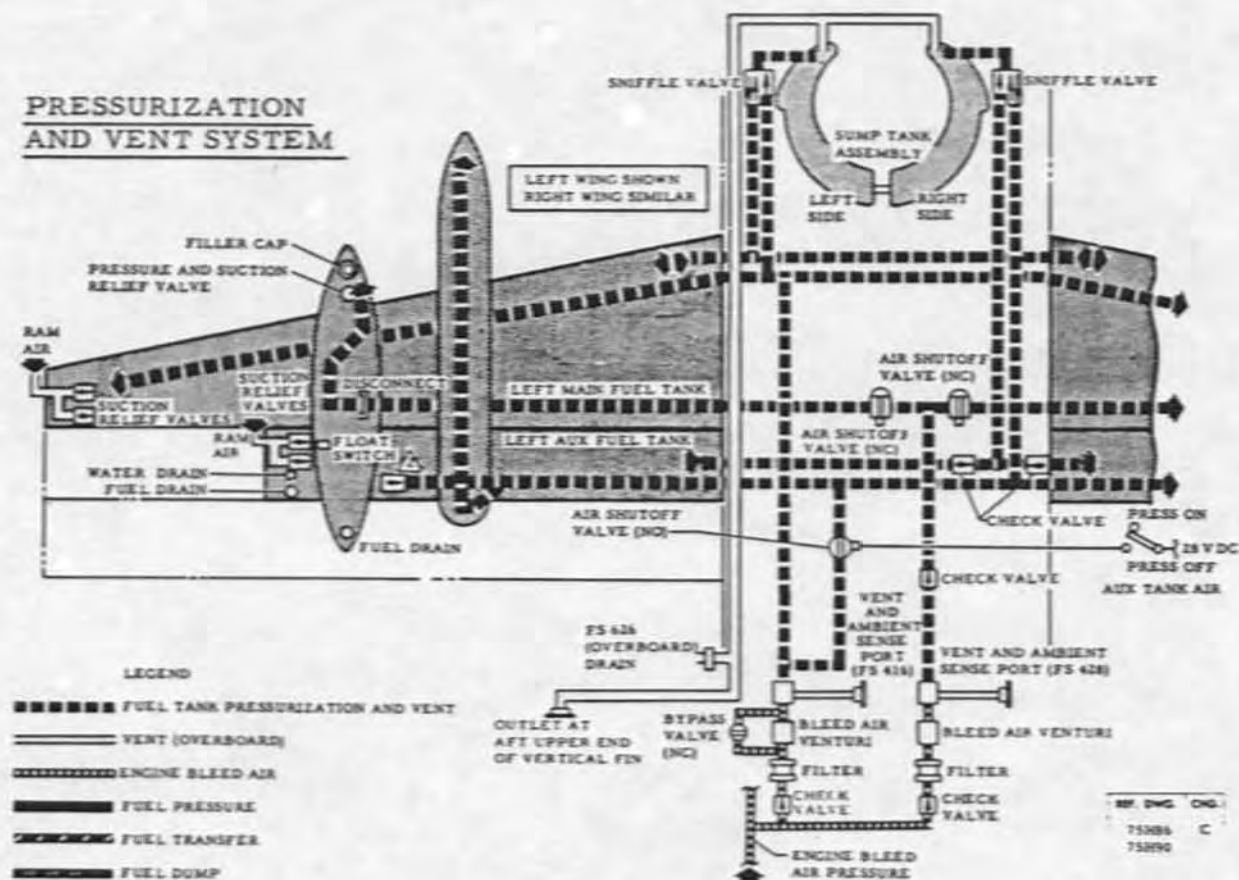 PRESSURIZATION
AND VENT SYSTEM
SNIFFLE VALVE
SNIFFLE VALVE
SUMP TANK
ASSEMBLY
LEFT
SIDE
RIGHT
SIDE
LEFT WING SHOWN
RIGHT WING SIMILAR
FILLER CAP
PRESSURE AND SUCTION
RELIEF VALVE
RAM
AIR
SUCTION
RELIEF VALVES
SUCTION
RELIEF
VALVES
DISCONNECT
LEFT MAIN FUEL TANK
AIR SHUTOFF
VALVE (NC)
AIR SHUTOFF
VALVE (NC)
RAM
AIR
FLOAT
SWITCH
LEFT AUX FUEL TANK
WATER DRAIN
FUEL DRAIN
FUEL DRAIN
AIR SHUTOFF
VALVE (NO)
CHECK VALVE
PRESS ON
28 V DC
PRESS OFF
AUX TANK AIR
CHECK VALVE
VENT
AND
AMBIENT
SENSE
PORT
(FS 416)
VENT AND AMBIENT
SENSE PORT (FS 428)
FS 626
(OVERBOARD)
DRAIN
OUTLET AT
AFT UPPER END
OF VERTICAL FIN
BYPASS
VALVE
(NC)
BLEED AIR
VENTURI
BLEED AIR VENTURI
FILTER
FILTER
CHECK
VALVE
CHECK
VALVE
ENGINE BLEED
AIR PRESSURE
LEGEND
FUEL TANK PRESSURIZATION AND VENT
VENT (OVERBOARD)
ENGINE BLEED AIR
FUEL PRESSURE
FUEL TRANSFER
FUEL DUMP
REF. DWG. CHG.
75H86 C
75H90